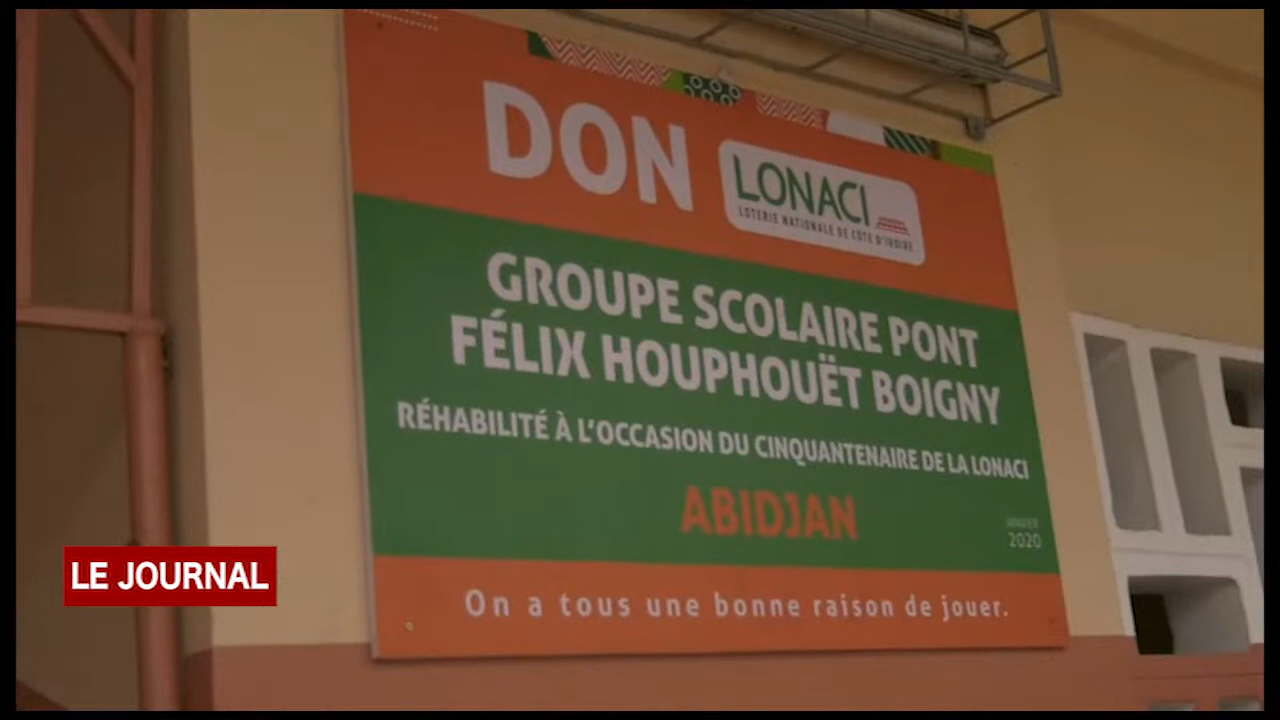 DON
LONACI
LOTERIE NATIONALE DE CÔTE D'IVOIRE
GROUPE SCOLAIRE PONT
FÉLIX HOUPHOUËT BOIGNY
RÉHABILITÉ À L'OCCASION DU CINQUANTENAIRE DE LA LONACI
ABIDJAN
JANVIER
2020
On a tous une bonne raison de jouer.
LE JOURNAL